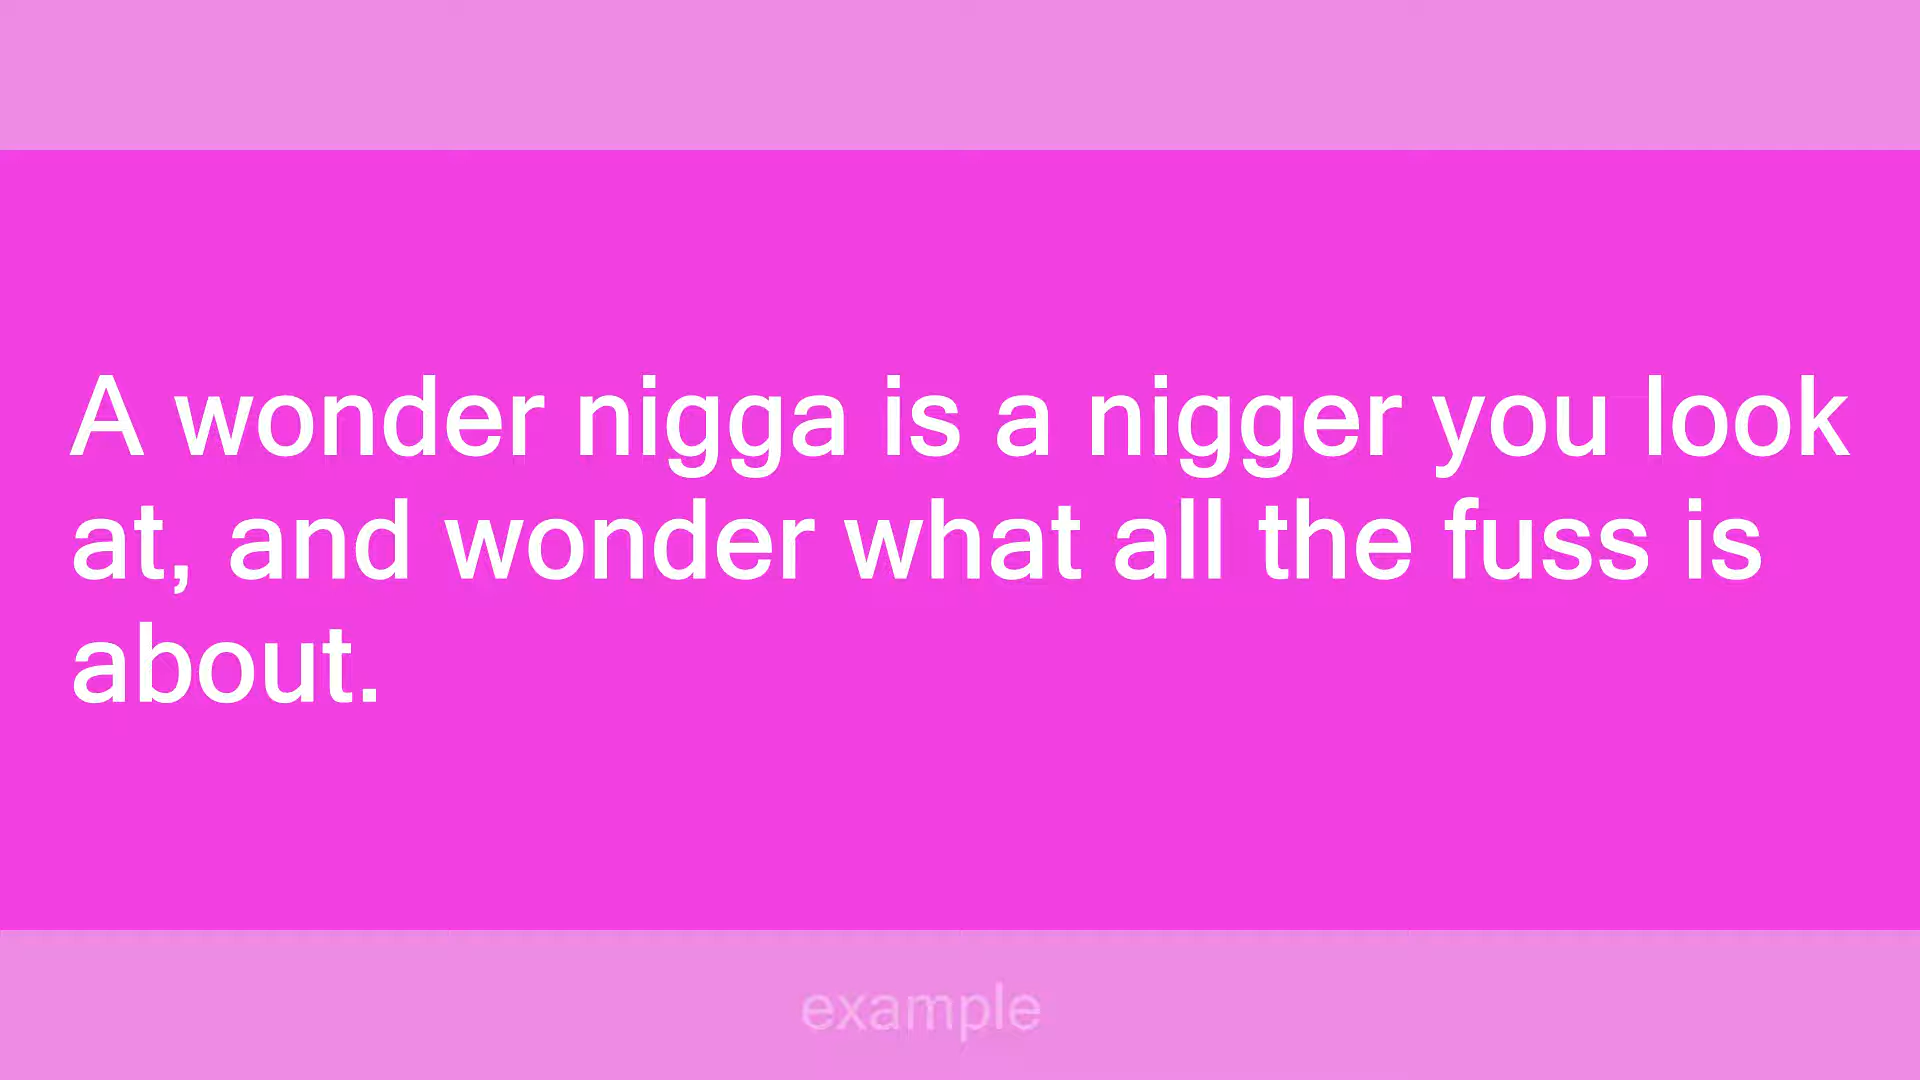 A wonder nigga is a nigger you look
at, and wonder what all the fuss is
about.
example